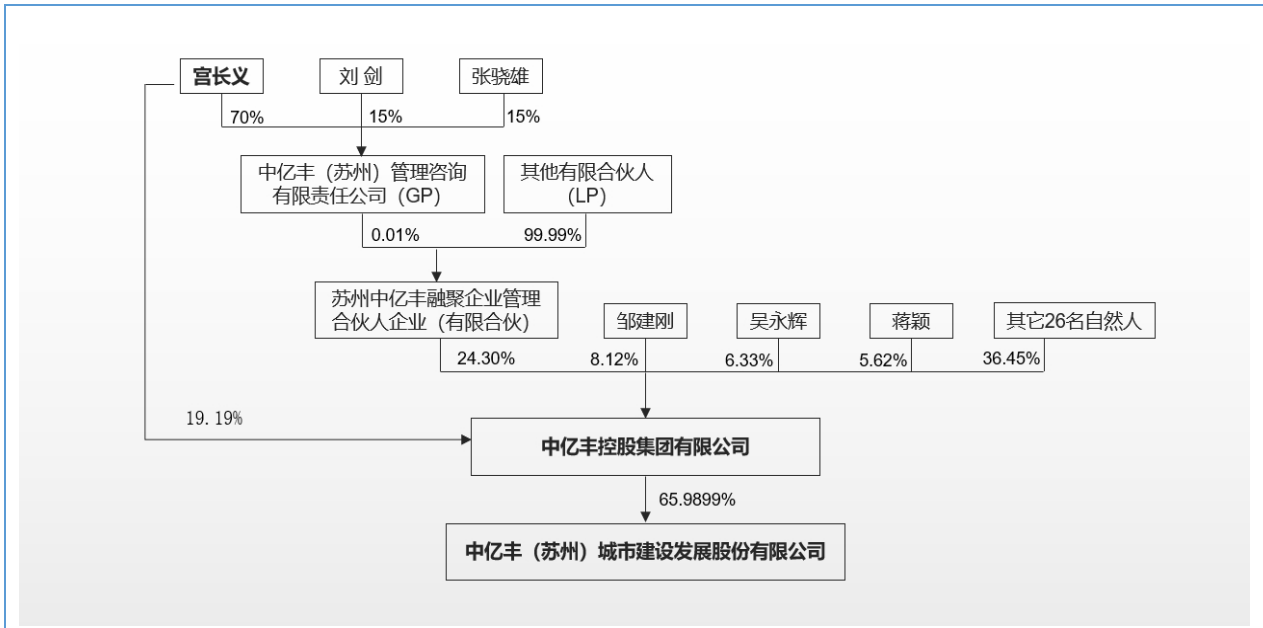 宫长义
刘 剑
张骁雄
70%
15%
15%
中亿丰（苏州）管理咨询
有限责任公司（GP）
其他有限合伙人
（LP）
0.01%
99.99%
苏州中亿丰融聚企业管理
合伙人企业（有限合伙）
邹建刚
吴永辉
蒋颖
其它26名自然人
24.30%
8.12%
6.33%
5.62%
36.45%
19.19%
中亿丰控股集团有限公司
65.9899%
中亿丰（苏州）城市建设发展股份有限公司